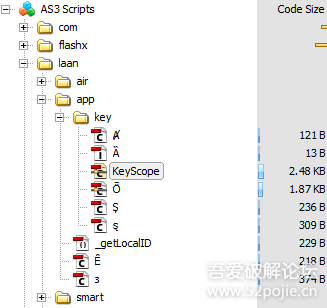 AS3 Scripts Code Size
com
flashx
laan
air
app
key
Ⱥ 121 B
Ȁ 13 B
KeyScope 2.48 KB
Ő 1.87 KB
Ş 236 B
ş 309 B
_getLocalID 229 B
Ê 218 B
з 374 B
smart
吾爱破解论坛
www.52pojie.cn